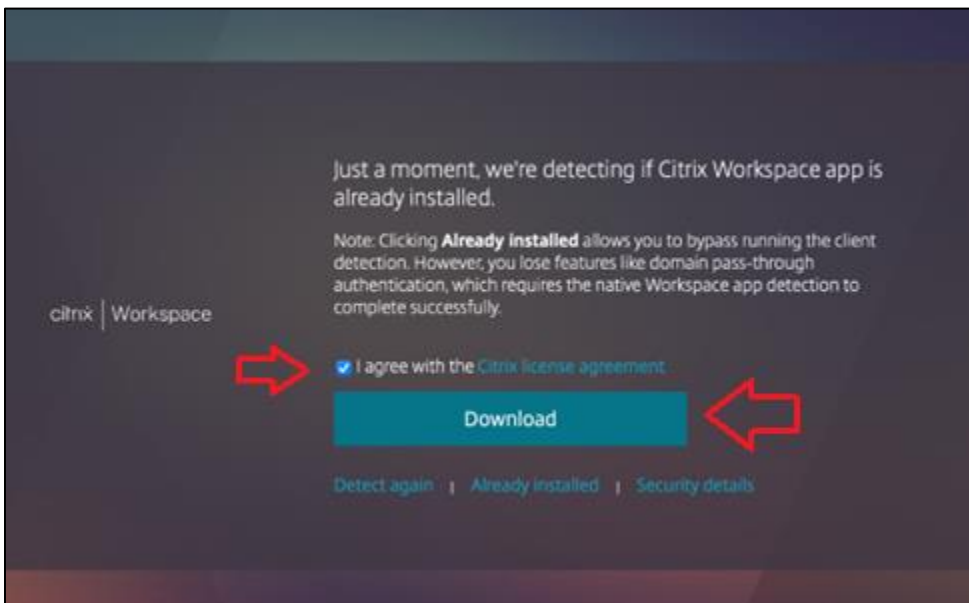 Just a moment, we're detecting if Citrix Workspace app is
already installed.
Note: Clicking Already installed allows you to bypass running the client
detection. However, you lose features like domain pass-through
authentication, which requires the native Workspace app detection to
complete successfully.
citrix | Workspace
I agree with the Citrix license agreement
Download
Detect again | Already installed | Security details